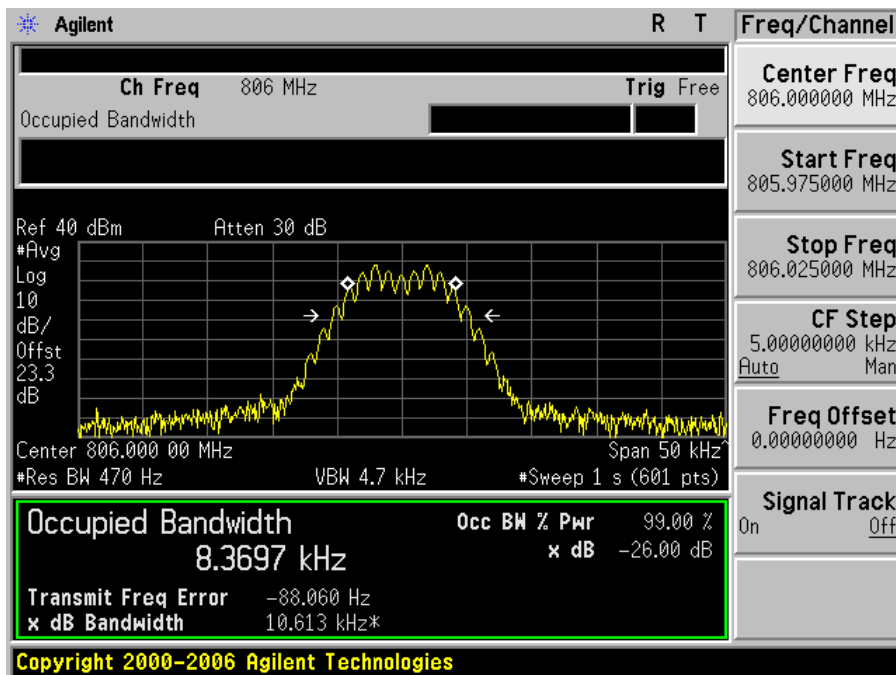 Agilent R T
Ch Freq 806 MHz Trig Free
Occupied Bandwidth
Ref 40 dBm Atten 30 dB
#Avg
Log
10
dB/
Offst
23.3
dB
Center 806.000 00 MHz Span 50 kHz^
#Res BW 470 Hz VBW 4.7 kHz #Sweep 1 s (601 pts)
Occupied Bandwidth Occ BW % Pwr 99.00 %
8.3697 kHz x dB -26.00 dB
Transmit Freq Error -88.060 Hz
x dB Bandwidth 10.613 kHz*
Copyright 2000-2006 Agilent Technologies
Freq/Channel
Center Freq
806.000000 MHz
Start Freq
805.975000 MHz
Stop Freq
806.025000 MHz
CF Step
5.00000000 kHz
Auto Man
Freq Offset
0.00000000 Hz
Signal Track
On Off